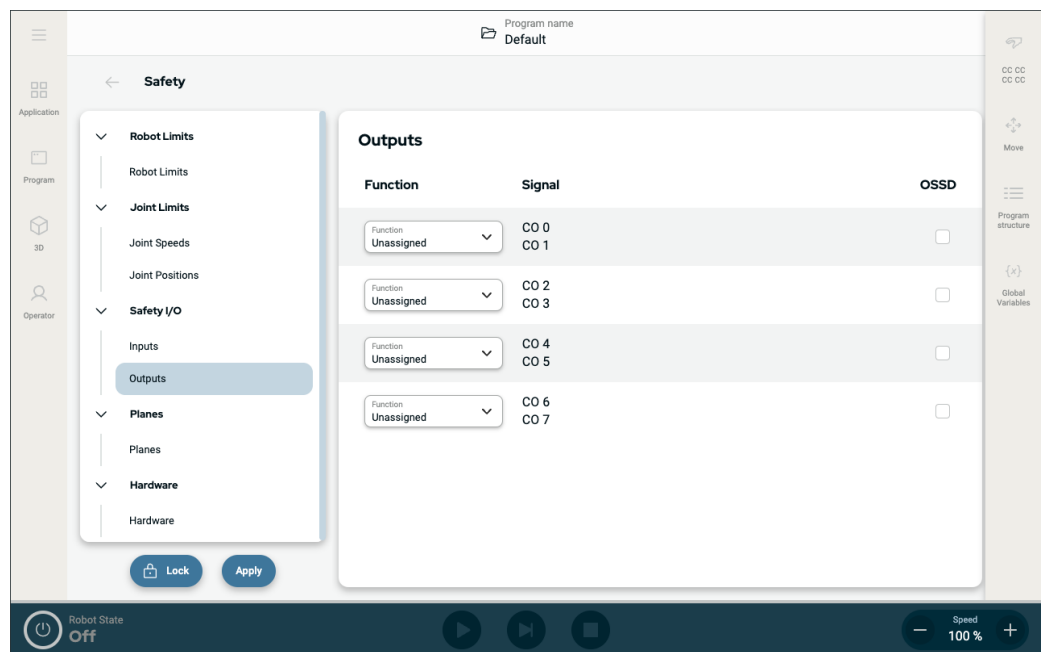 Program name
Default
Safety
Application
Program
3D
Operator
Robot Limits
Robot Limits
Joint Limits
Joint Speeds
Joint Positions
Safety I/O
Inputs
Outputs
Planes
Planes
Hardware
Hardware
Lock
Apply
Outputs
Function
Signal
OSSD
Function
Unassigned
CO 0
CO 1
Function
Unassigned
CO 2
CO 3
Function
Unassigned
CO 4
CO 5
Function
Unassigned
CO 6
CO 7
CC CC
CC CC
Move
Program
structure
{x}
Global
Variables
Robot State
Off
Speed
100 %